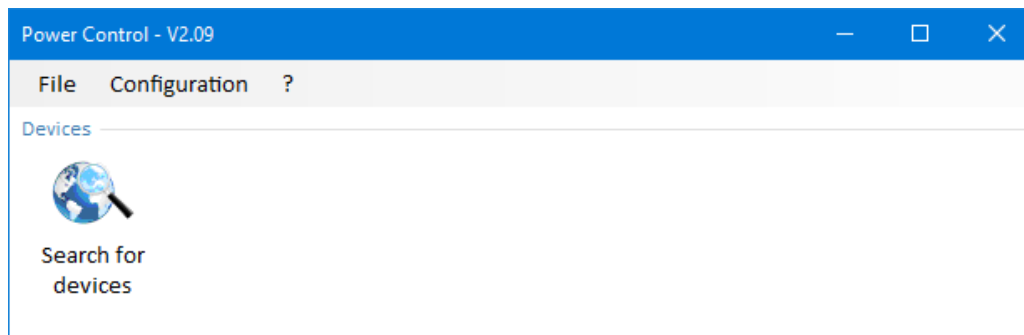 Power Control - V2.09
File Configuration ?
Devices
Search for
devices